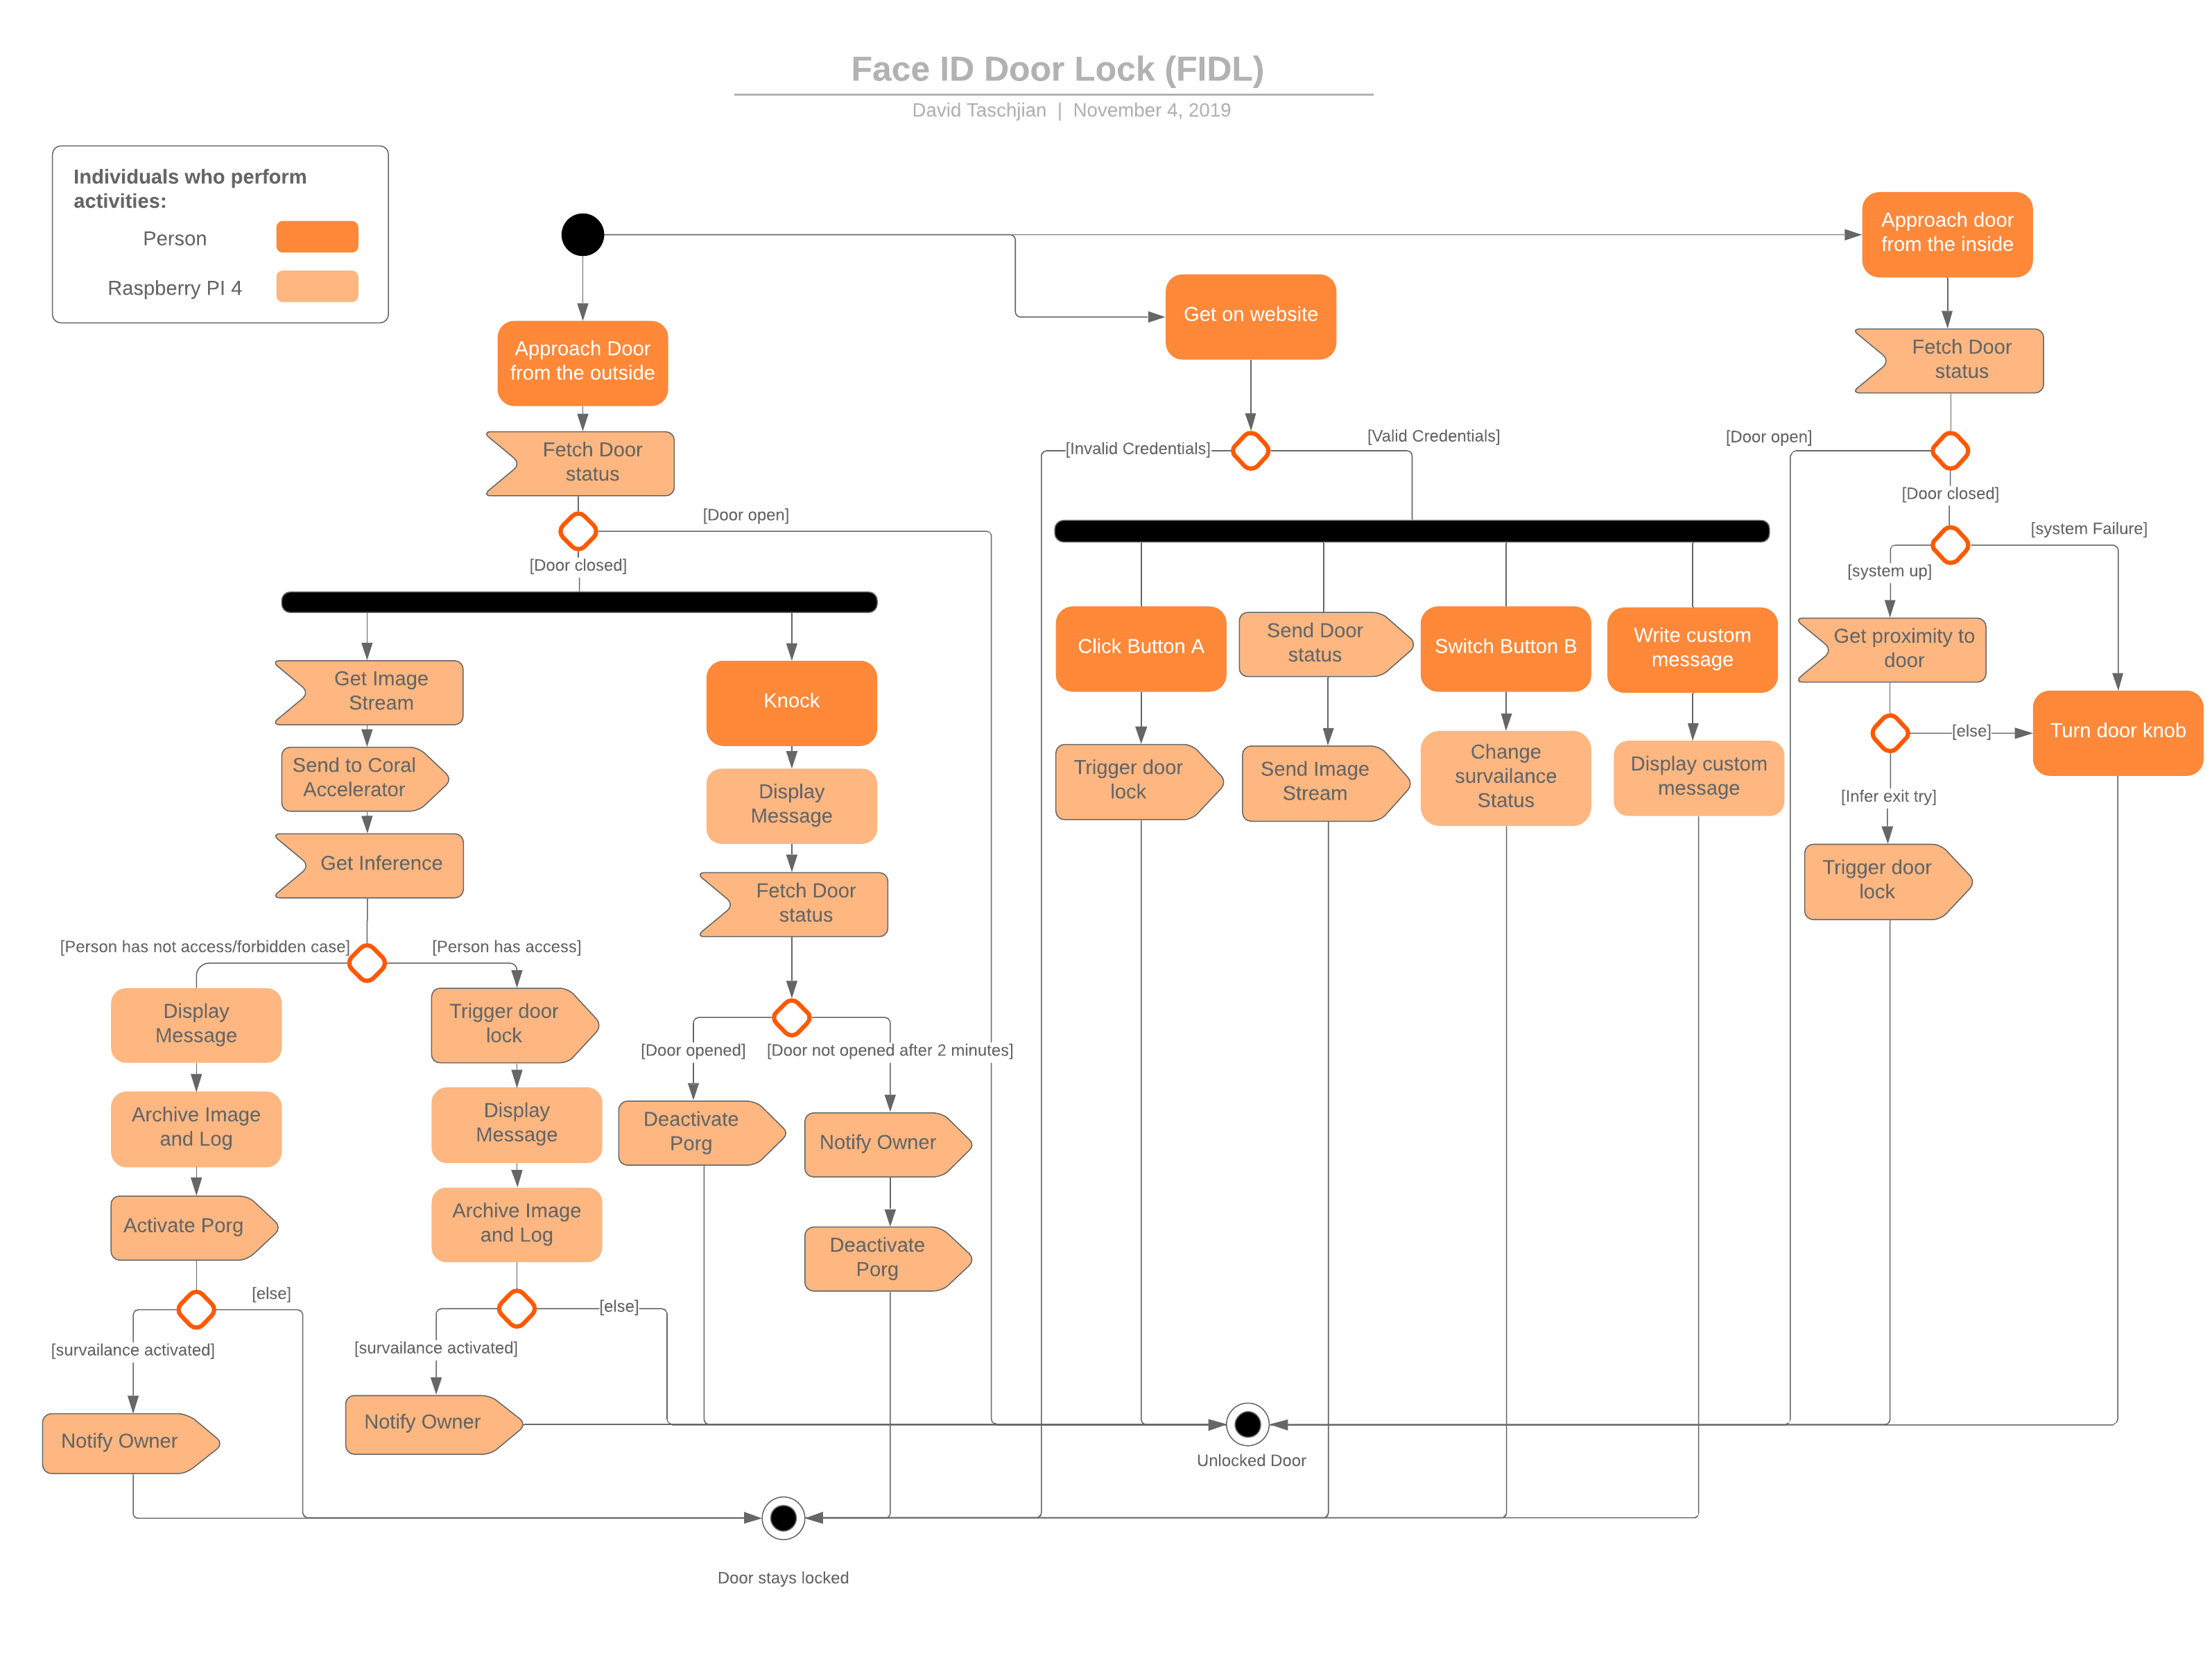 Face ID Door Lock (FIDL)
David Taschjian | November 4, 2019
Individuals who perform
activities:
Person
Raspberry PI 4
Approach Door
from the outside
Fetch Door
status
[Door open]
[Door closed]
Get Image
Stream
Send to Coral
Accelerator
Get Inference
[Person has not access/forbidden case]
[Person has access]
Display
Message
Archive Image
and Log
Activate Porg
[else]
[survailance activated]
Notify Owner
Trigger door
lock
Display
Message
Archive Image
and Log
[else]
[survailance activated]
Notify Owner
Knock
Display
Message
Fetch Door
status
[Door opened]
[Door not opened after 2 minutes]
Deactivate
Porg
Notify Owner
Deactivate
Porg
Get on website
[Invalid Credentials]
[Valid Credentials]
Click Button A
Trigger door
lock
Send Door
status
Send Image
Stream
Switch Button B
Change
survailance
Status
Write custom
message
Display custom
message
Approach door
from the inside
Fetch Door
status
[Door open]
[Door closed]
[system Failure]
[system up]
Get proximity to
door
[else]
Turn door knob
[Infer exit try]
Trigger door
lock
Unlocked Door
Door stays locked